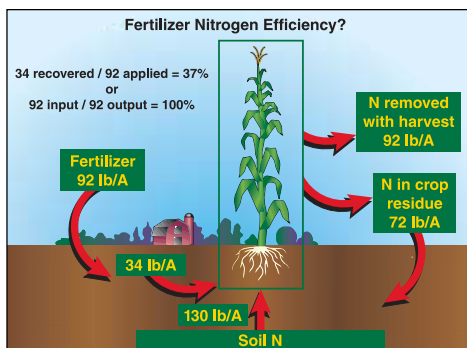 Fertilizer Nitrogen Efficiency?
34 recovered / 92 applied = 37%
or
92 input / 92 output = 100%
N removed
with harvest
92 lb/A
Fertilizer
92 lb/A
N in crop
residue
72 lb/A
34 lb/A
130 lb/A
Soil N